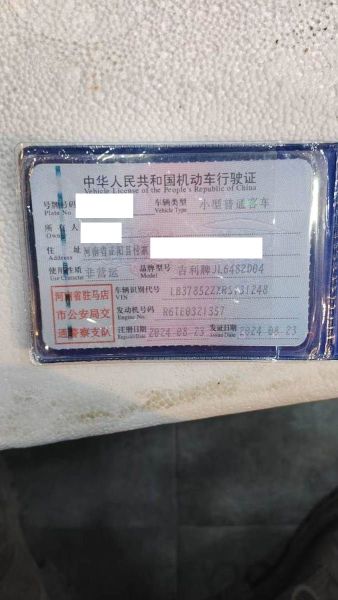 中华人民共和国机动车行驶证
Vehicle License of the People's Republic of China
号牌号码 车辆类型 小型普通客车
Plate No. Vehicle Type
所有人
Owner
住 址 河南省正阳县
Address
使用性质 非营运 品牌型号 吉利牌JL6482D04
Use Character Model
河南省驻马店 车辆识别代号
VIN
市公安局交 发动机号码 R6TE0321357
Engine No.
通警察支队 注册日期 2024-08-23 发证日期 2024-08-23
Register Date Issue Date